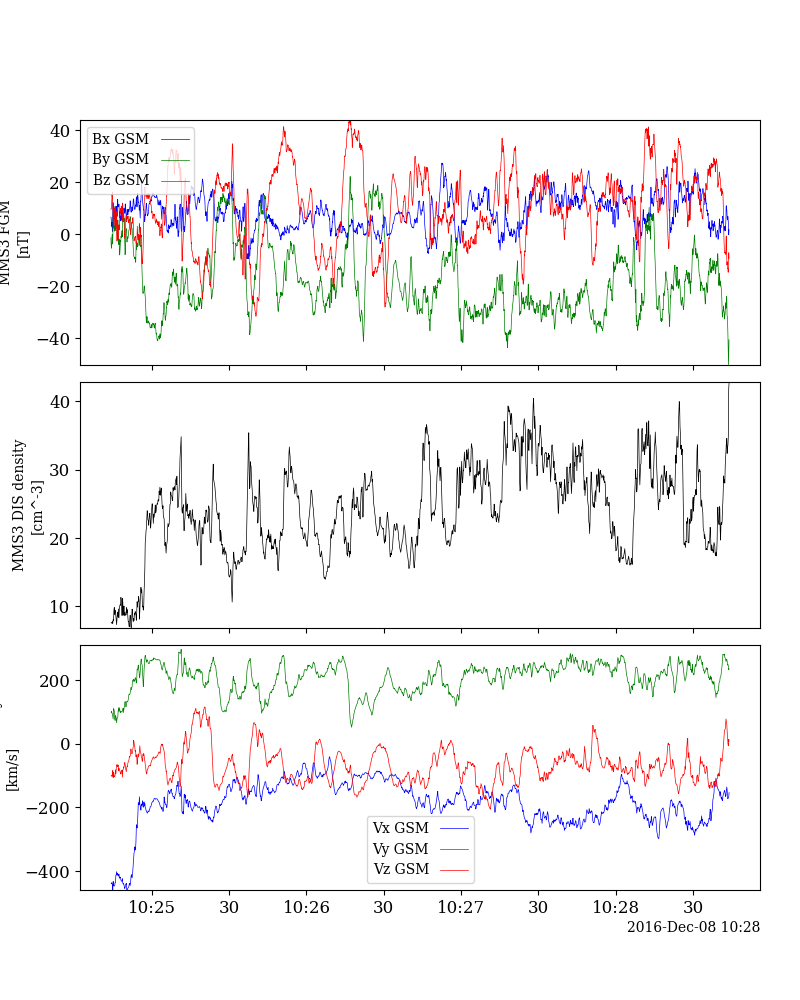 40
20
0
−20
−40
MMS3 FGM
[nT]
Bx GSM
By GSM
Bz GSM
40
30
20
10
MMS3 DIS density
[cm^-3]
200
0
−200
−400
[km/s]
Vx GSM
Vy GSM
Vz GSM
10:25
30
10:26
30
10:27
30
10:28
30
2016-Dec-08 10:28